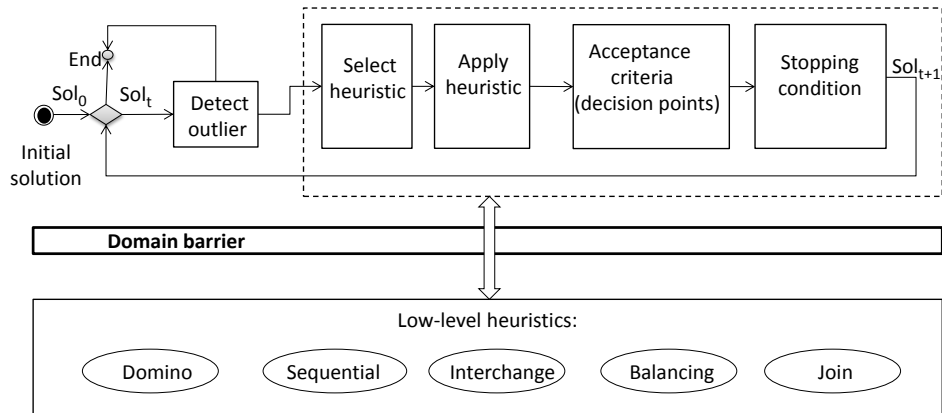 End
Sol0
Solt
Initial
solution
Detect
outlier
Select
heuristic
Apply
heuristic
Acceptance
criteria
(decision points)
Stopping
condition
Solt+1
Domain barrier
Low-level heuristics:
Domino
Sequential
Interchange
Balancing
Join